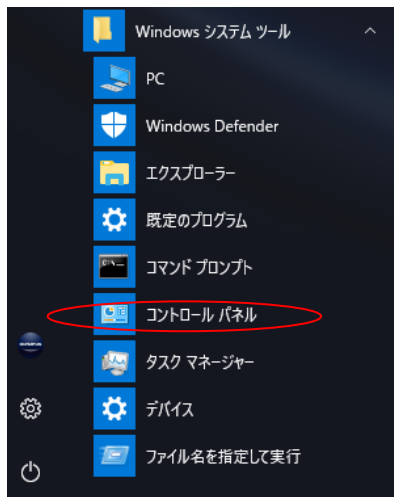 Windows システム ツール
PC
Windows Defender
エクスプローラー
既定のプログラム
コマンド プロンプト
コントロール パネル
タスク マネージャー
デバイス
ファイル名を指定して実行